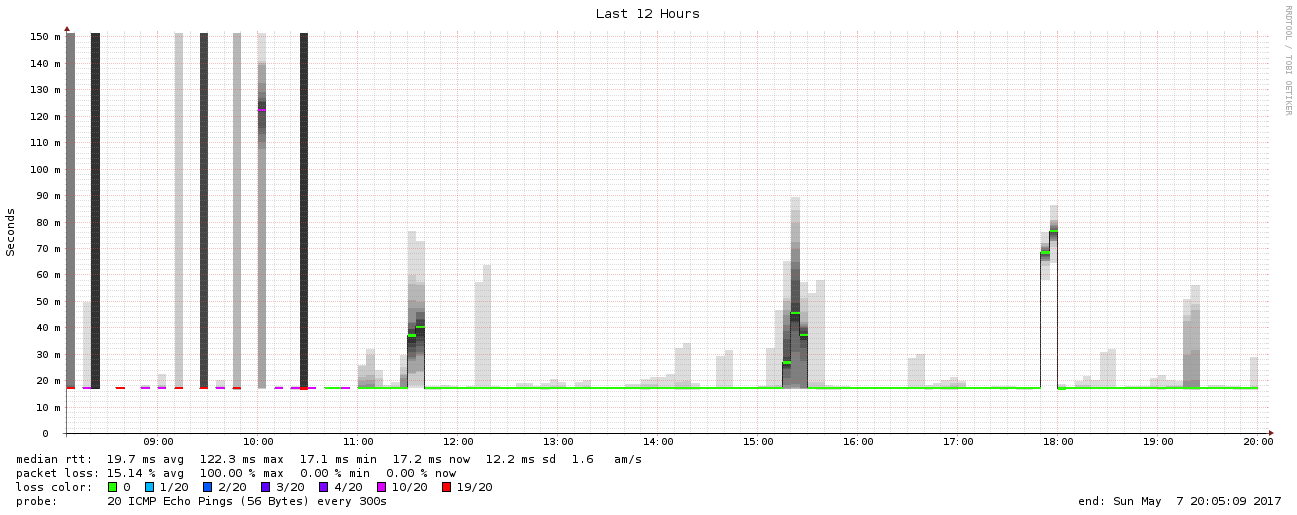 Last 12 Hours
RRDTOOL / TOBI OETIKER
Seconds
150 m
140 m
130 m
120 m
110 m
100 m
90 m
80 m
70 m
60 m
50 m
40 m
30 m
20 m
10 m
0
09:00 10:00 11:00 12:00 13:00 14:00 15:00 16:00 17:00 18:00 19:00 20:00
median rtt: 19.7 ms avg 122.3 ms max 17.1 ms min 17.2 ms now 12.2 ms sd 1.6 am/s
packet loss: 15.14 % avg 100.00 % max 0.00 % min 0.00 % now
loss color: 0 1/20 2/20 3/20 4/20 10/20 19/20
probe: 20 ICMP Echo Pings (56 Bytes) every 300s end: Sun May 7 20:05:09 2017